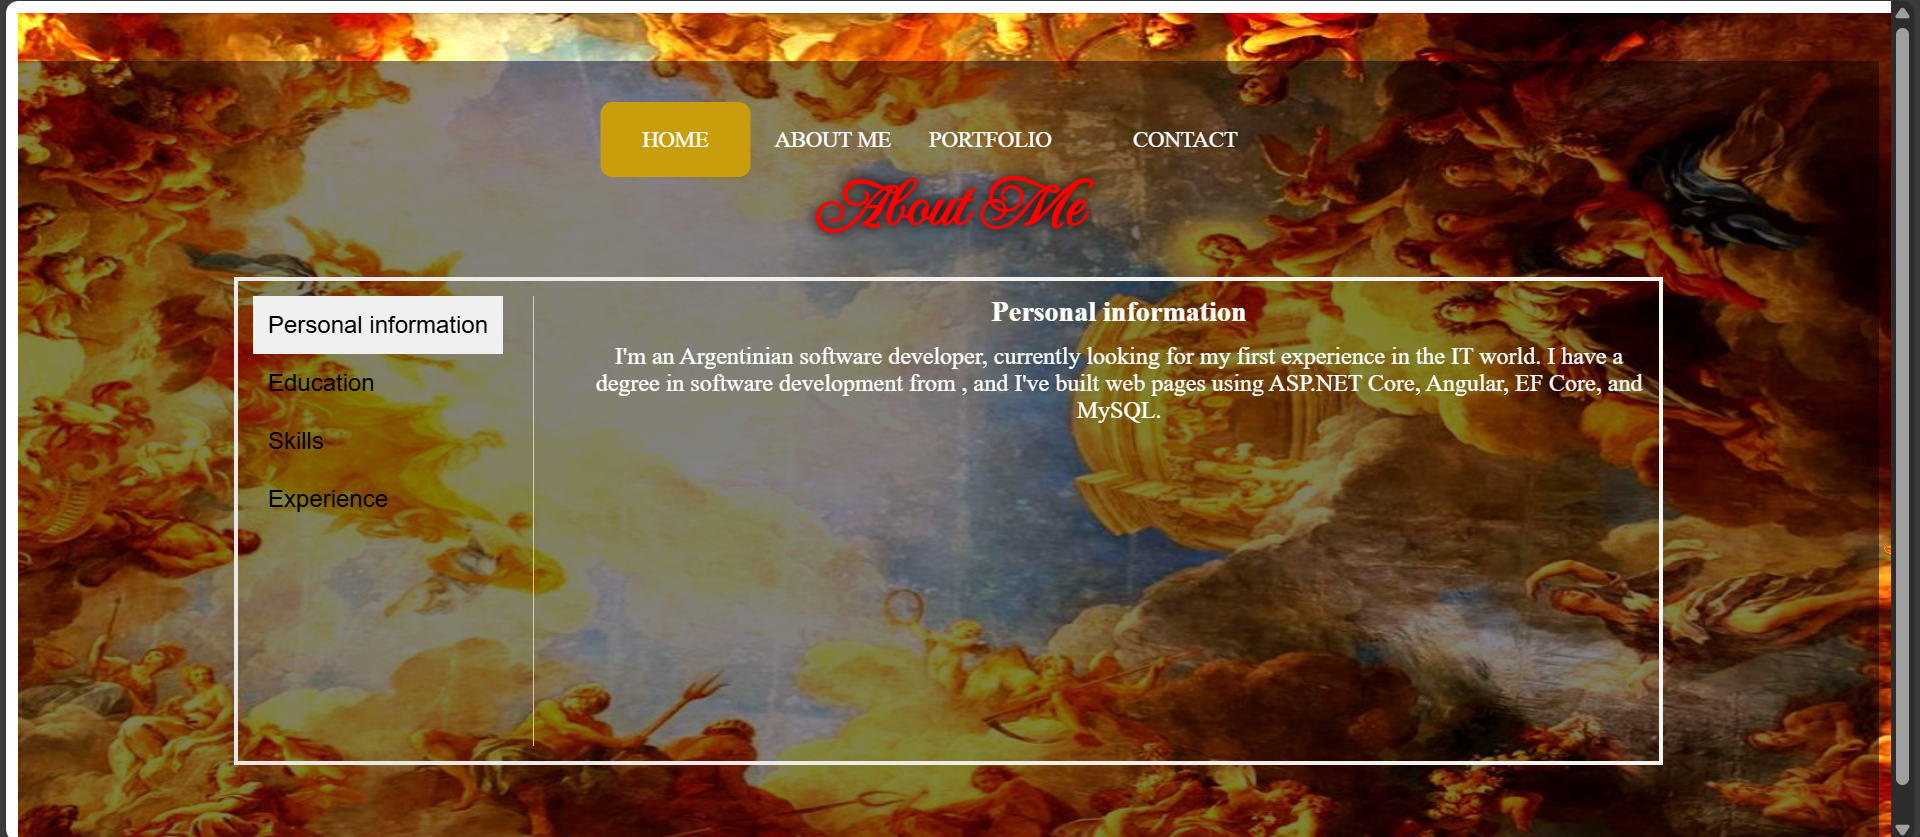 HOME ABOUT ME PORTFOLIO CONTACT
About Me
Personal information
Education
Skills
Experience
Personal information
I'm an Argentinian software developer, currently looking for my first experience in the IT world. I have a
degree in software development from , and I've built web pages using ASP.NET Core, Angular, EF Core, and
MySQL.